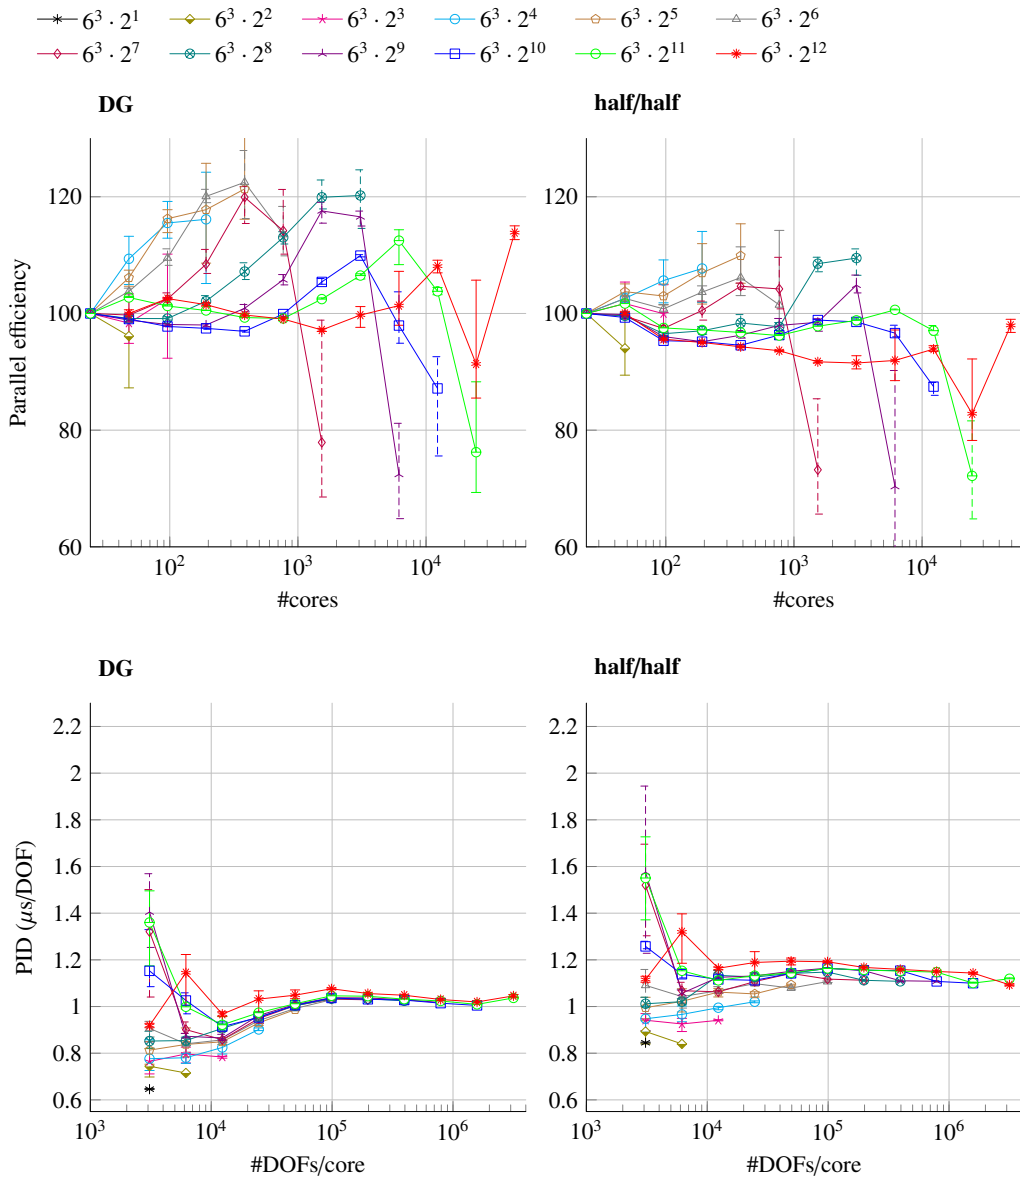 6³ · 2¹ 6³ · 2² 6³ · 2³ 6³ · 2⁴ 6³ · 2⁵ 6³ · 2⁶
6³ · 2⁷ 6³ · 2⁸ 6³ · 2⁹ 6³ · 2¹⁰ 6³ · 2¹¹ 6³ · 2¹²
DG
half/half
Parallel efficiency
120
100
80
60
10² 10³ 10⁴
#cores
120
100
80
60
10² 10³ 10⁴
#cores
DG
half/half
PID (μs/DOF)
2.2
2
1.8
1.6
1.4
1.2
1
0.8
0.6
10³ 10⁴ 10⁵ 10⁶
#DOFs/core
2.2
2
1.8
1.6
1.4
1.2
1
0.8
0.6
10³ 10⁴ 10⁵ 10⁶
#DOFs/core